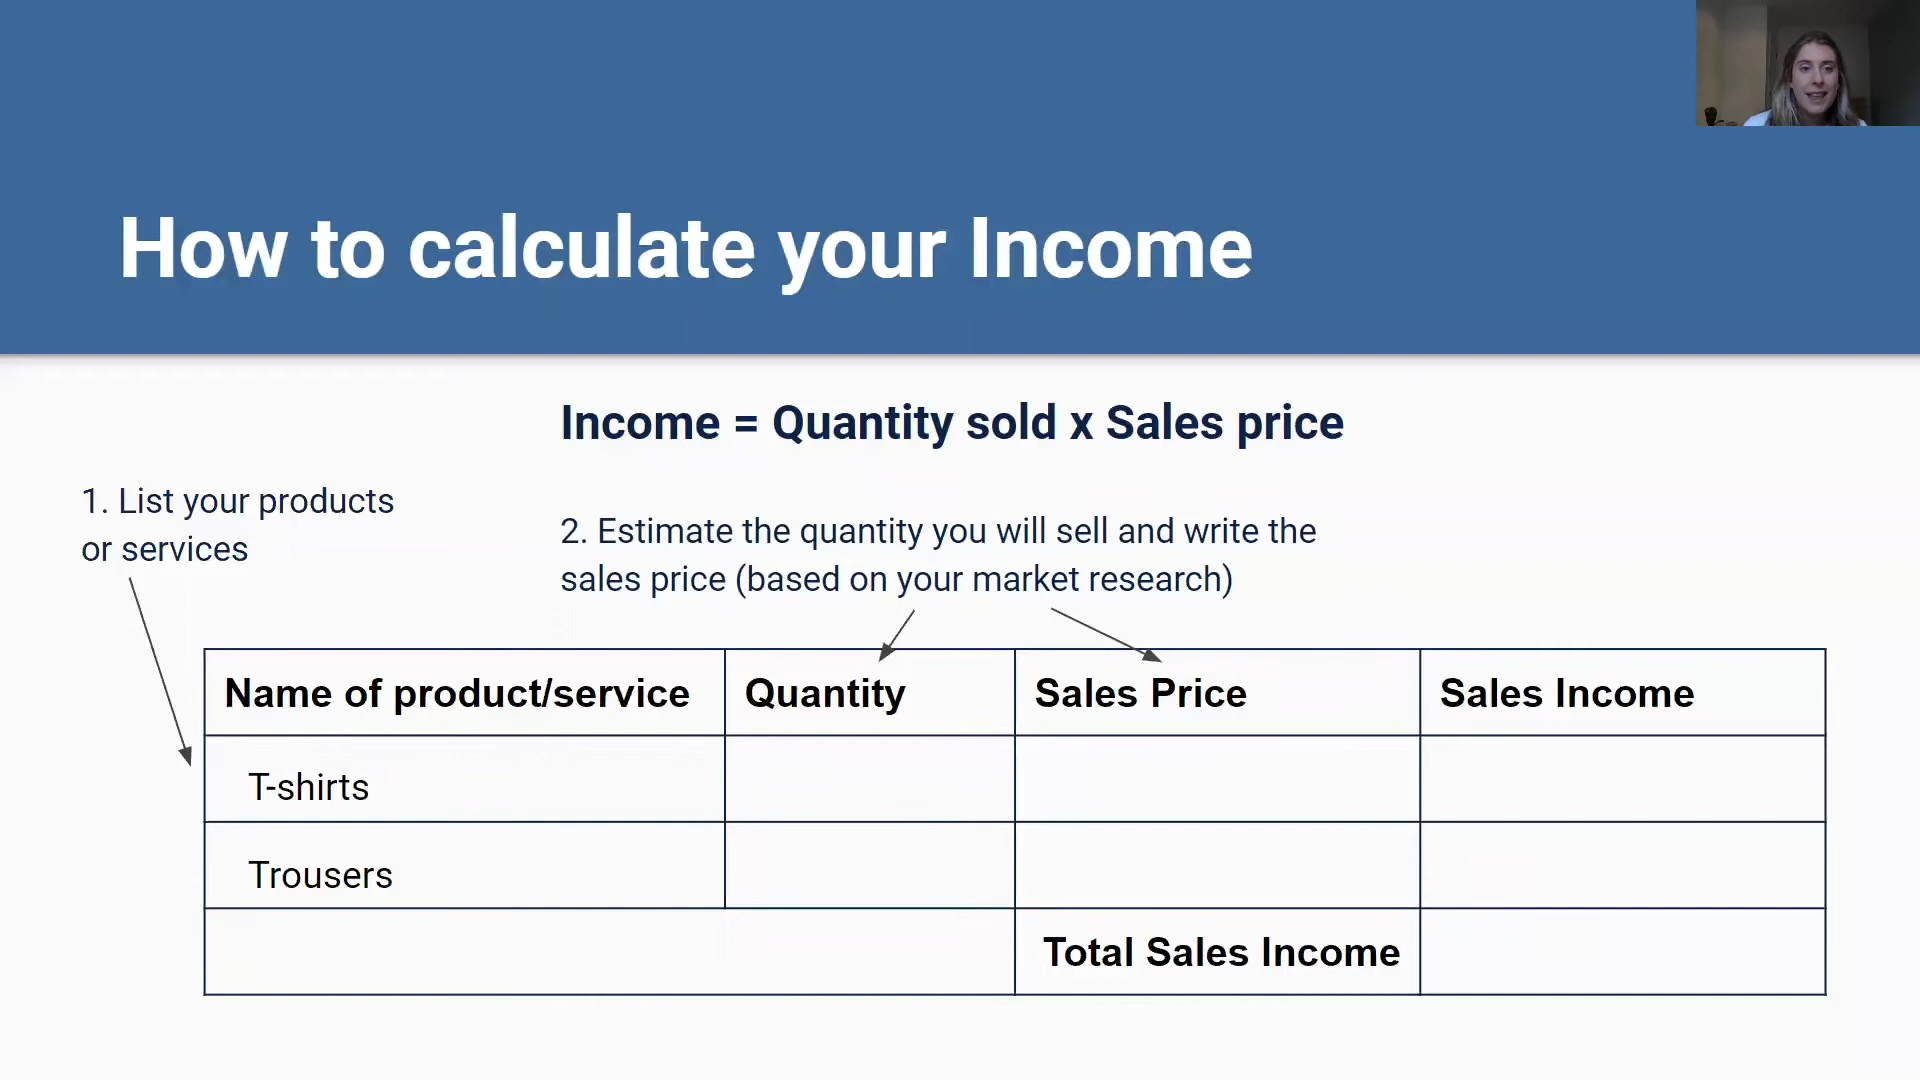 How to calculate your Income
Income = Quantity sold x Sales price
1. List your products
or services
2. Estimate the quantity you will sell and write the
sales price (based on your market research)
Name of product/service Quantity Sales Price Sales Income
T-shirts
Trousers
Total Sales Income